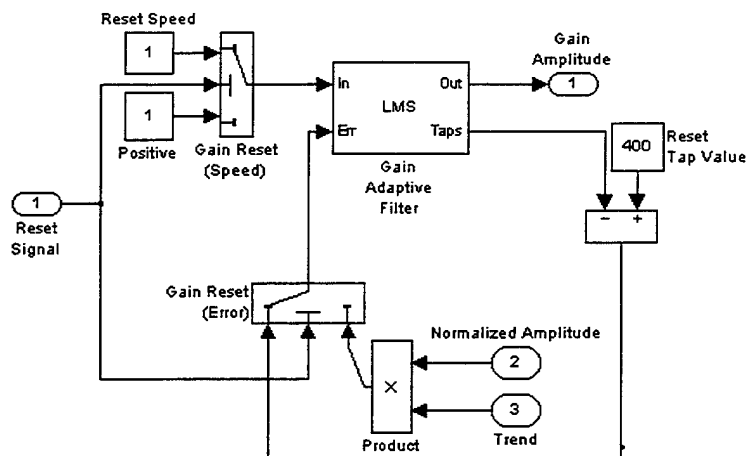 Reset Speed
1
1
Positive
Gain Reset
(Speed)
In
Err
LMS
Out
Taps
Gain
Adaptive
Filter
Gain
Amplitude
1
400
Reset
Tap Value
− +
1
Reset
Signal
Gain Reset
(Error)
Normalized Amplitude
2
3
Trend
×
Product